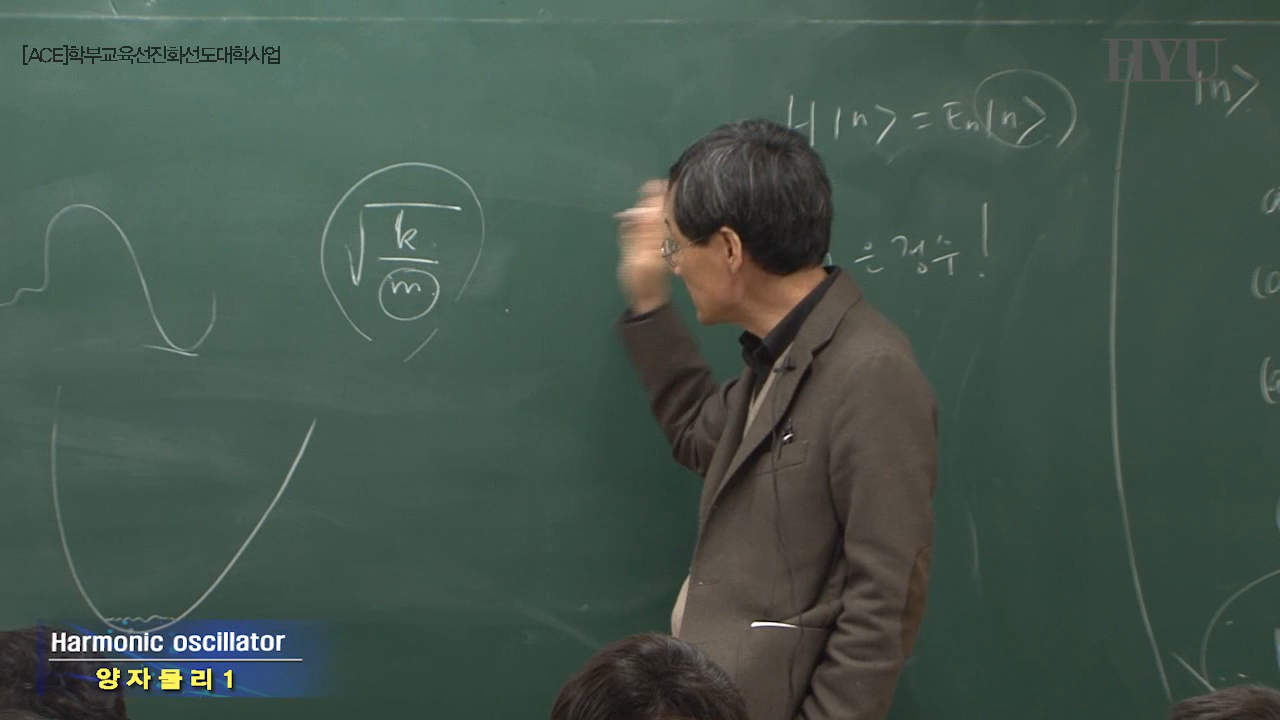 [ACE]학부교육선진화선도대학사업
HYU
H|n> = En|n>
|n>
은 정수!
√k/m
Harmonic oscillator
양자물리1